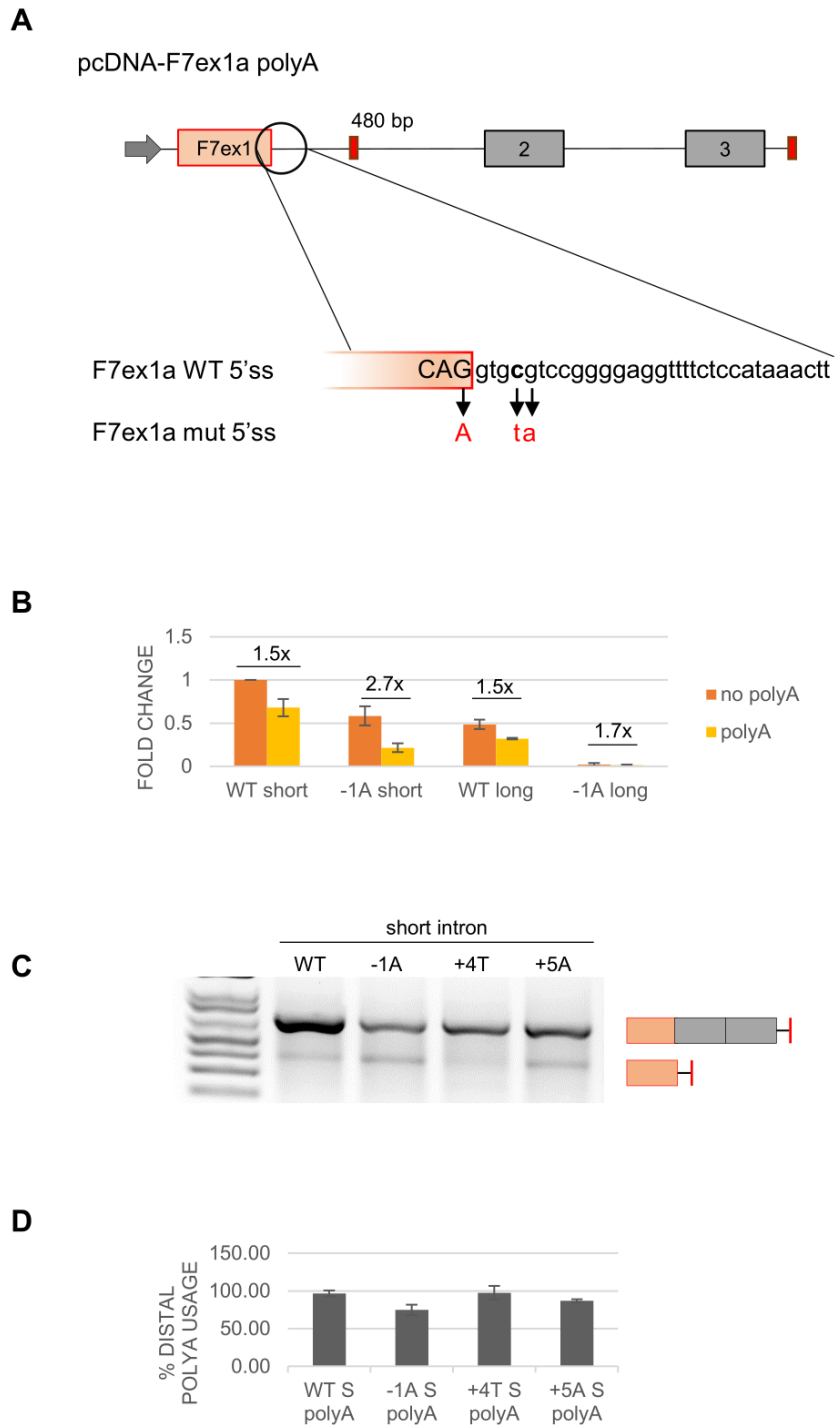 A
pcDNA-F7ex1a polyA
480 bp
F7ex1
2
3
F7ex1a WT 5'ss
CAG gtgcgtccggggaggttttctccataaactt
F7ex1a mut 5'ss
A
ta
B
FOLD CHANGE
1.5
1
0.5
0
1.5x
2.7x
1.5x
1.7x
no polyA
polyA
WT short
-1A short
WT long
-1A long
short intron
C
WT
-1A
+4T
+5A
D
% DISTAL
POLYA USAGE
150.00
100.00
50.00
0.00
WT S
polyA
-1A S
polyA
+4T S
polyA
+5A S
polyA